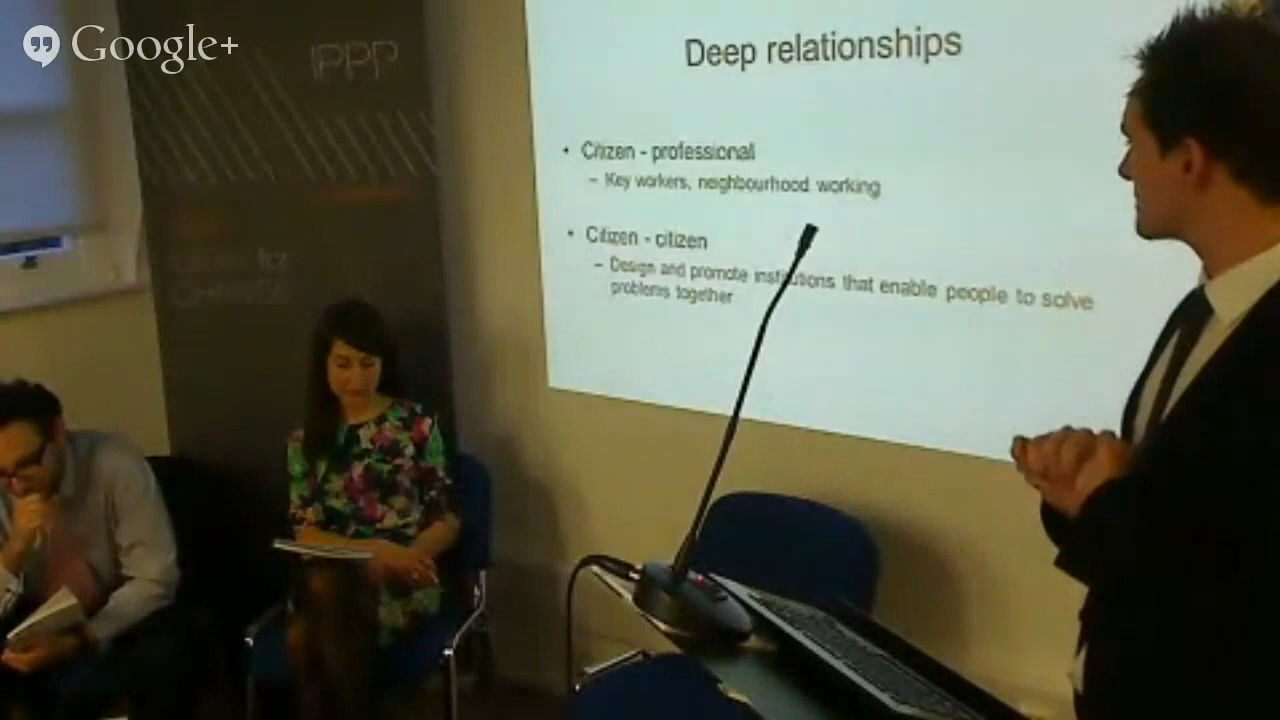 Google+
IPPR
Deep relationships
• Citizen - professional
– Key workers, neighbourhood working
• Citizen - citizen
– Design and promote institutions that enable people to solve
problems together